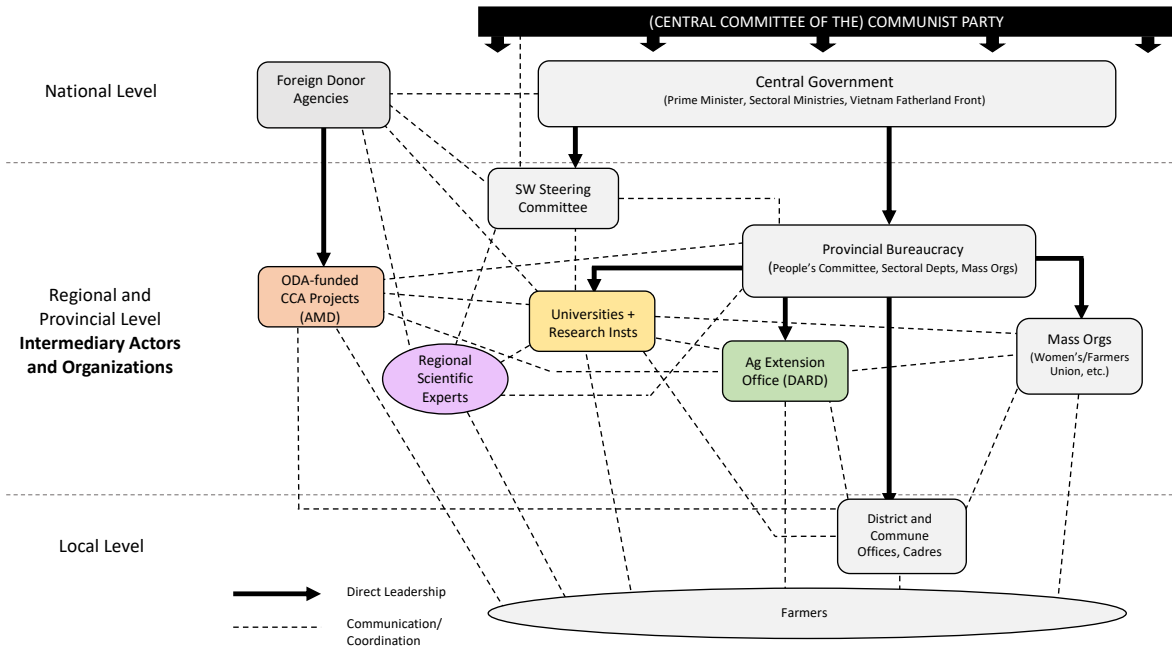 (CENTRAL COMMITTEE OF THE) COMMUNIST PARTY
National Level
Foreign Donor
Agencies
Central Government
(Prime Minister, Sectoral Ministries, Vietnam Fatherland Front)
SW Steering
Committee
Provincial Bureaucracy
(People's Committee, Sectoral Depts, Mass Orgs)
Regional and
Provincial Level
Intermediary Actors
and Organizations
ODA-funded
CCA Projects
(AMD)
Universities +
Research Insts
Regional
Scientific
Experts
Ag Extension
Office (DARD)
Mass Orgs
(Women's/Farmers
Union, etc.)
Local Level
District and
Commune
Offices, Cadres
Farmers
Direct Leadership
Communication/
Coordination